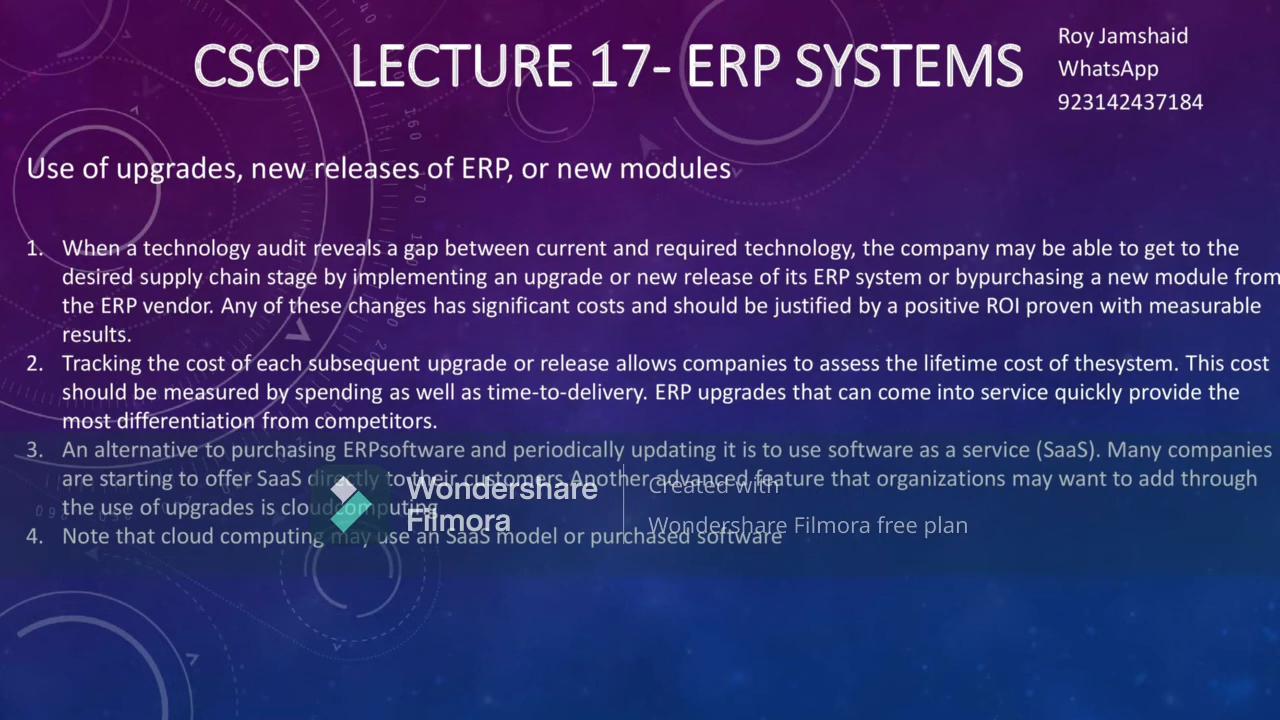 CSCP LECTURE 17- ERP SYSTEMS
Roy Jamshaid
WhatsApp
923142437184
Use of upgrades, new releases of ERP, or new modules
1. When a technology audit reveals a gap between current and required technology, the company may be able to get to the
desired supply chain stage by implementing an upgrade or new release of its ERP system or bypurchasing a new module from
the ERP vendor. Any of these changes has significant costs and should be justified by a positive ROI proven with measurable
results.
2. Tracking the cost of each subsequent upgrade or release allows companies to assess the lifetime cost of thesystem. This cost
should be measured by spending as well as time-to-delivery. ERP upgrades that can come into service quickly provide the
most differentiation from competitors.
3. An alternative to purchasing ERPsoftware and periodically updating it is to use software as a service (SaaS). Many companies
are starting to offer SaaS directly to their customers Another advanced feature that organizations may want to add through
the use of upgrades is cloudcomputing
4. Note that cloud computing may use an SaaS model or purchased software
Wondershare
Filmora
Created with
Wondershare Filmora free plan